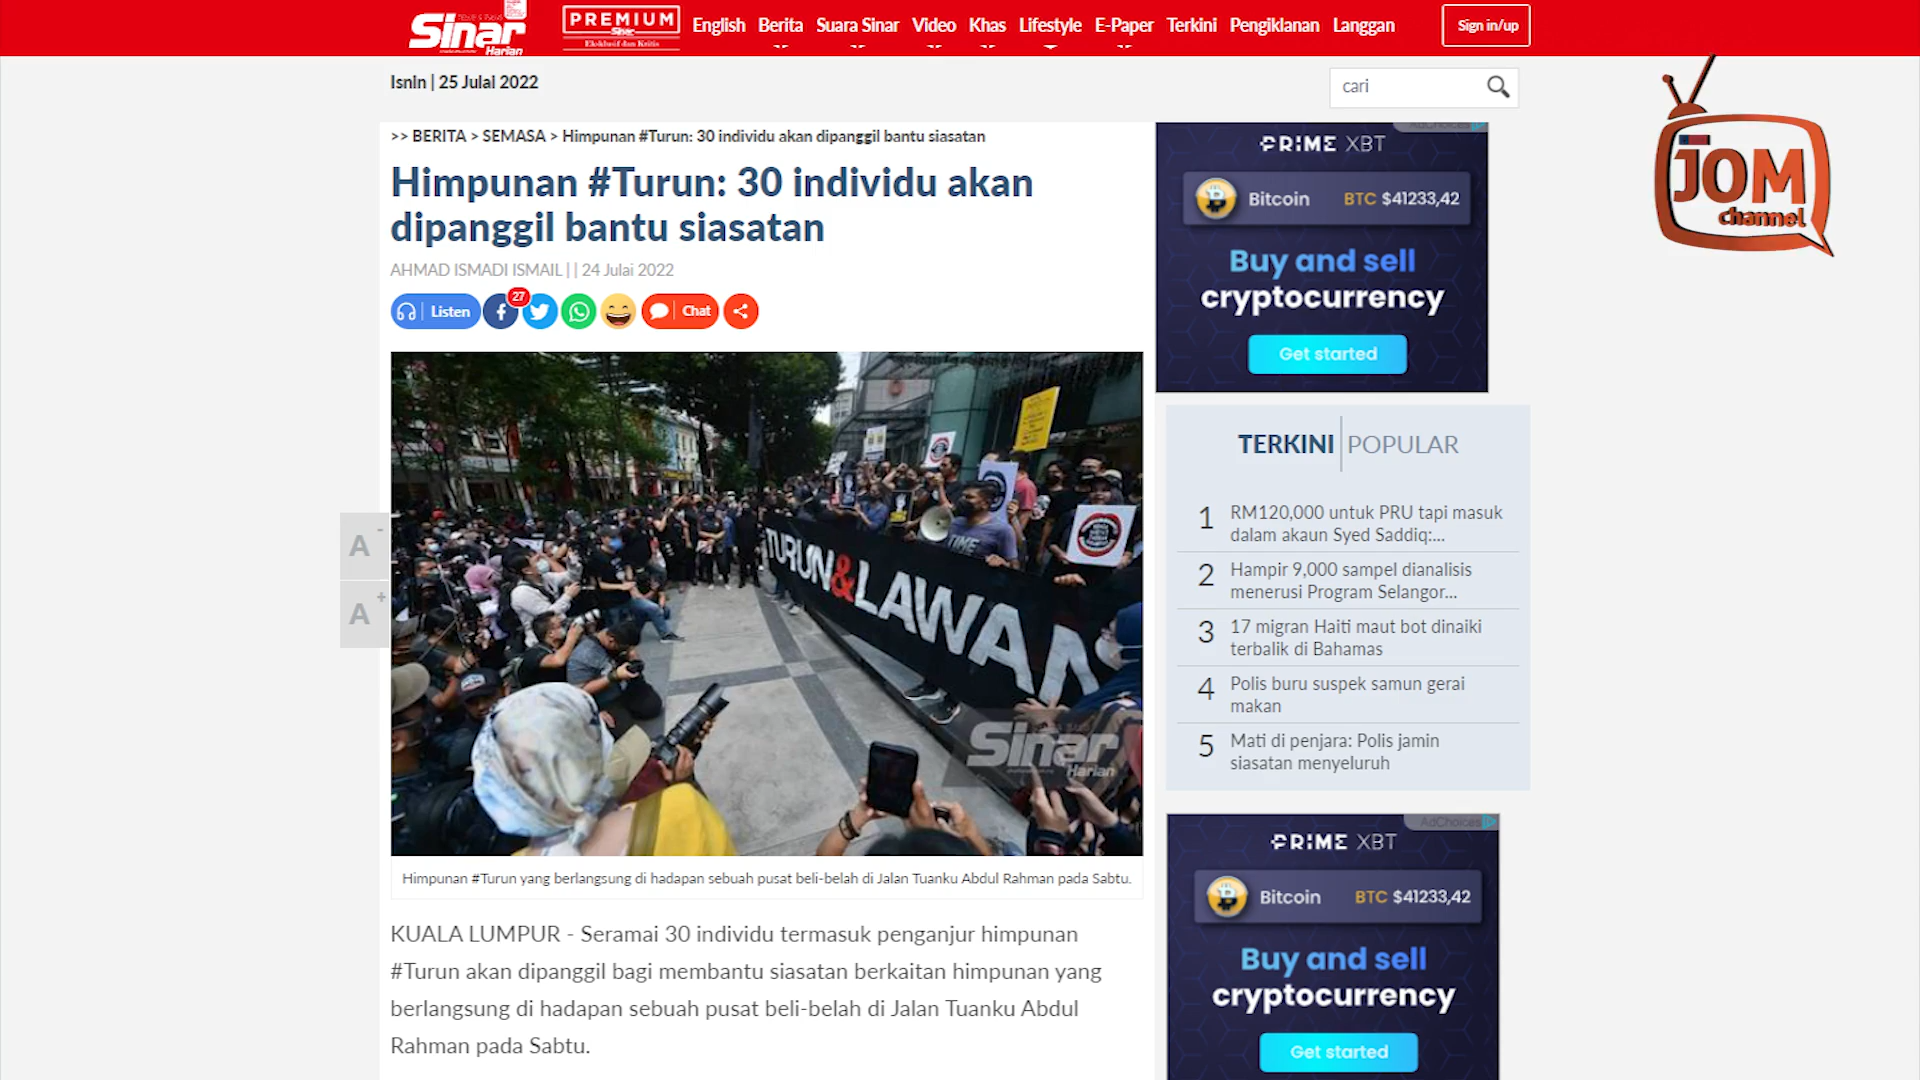 Sinar
Harian
PREMIUM
Sinar
Eksklusif dan Kritis
English Berita Suara Sinar Video Khas Lifestyle E-Paper Terkini Pengiklanan Langgan
Sign in/up
Isnin | 25 Julai 2022
cari
JOM
channel
>> BERITA > SEMASA > Himpunan #Turun: 30 individu akan dipanggil bantu siasatan
Himpunan #Turun: 30 individu akan
dipanggil bantu siasatan
AHMAD ISMADI ISMAIL | | 24 Julai 2022
Listen
27
Chat
TURUN&LAWAN
TIME
Sinar
Harian
A-
A+
Himpunan #Turun yang berlangsung di hadapan sebuah pusat beli-belah di Jalan Tuanku Abdul Rahman pada Sabtu.
KUALA LUMPUR - Seramai 30 individu termasuk penganjur himpunan
#Turun akan dipanggil bagi membantu siasatan berkaitan himpunan yang
berlangsung di hadapan sebuah pusat beli-belah di Jalan Tuanku Abdul
Rahman pada Sabtu.
AdChoices
PRIME XBT
Bitcoin BTC $41233,42
Buy and sell
cryptocurrency
Get started
TERKINI POPULAR
1 RM120,000 untuk PRU tapi masuk
dalam akaun Syed Saddiq:...
2 Hampir 9,000 sampel dianalisis
menerusi Program Selangor...
3 17 migran Haiti maut bot dinaiki
terbalik di Bahamas
4 Polis buru suspek samun gerai
makan
5 Mati di penjara: Polis jamin
siasatan menyeluruh
AdChoices
PRIME XBT
Bitcoin BTC $41233,42
Buy and sell
cryptocurrency
Get started